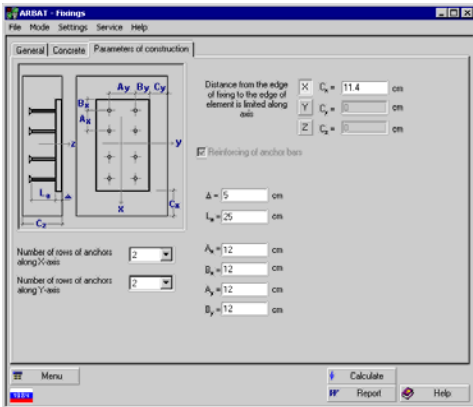 ARBAT - Fixings
File Mode Settings Service Help
General Concrete Parameters of construction
Ay By Cy
Bx
Ax
z
y
La Δ
x
Cx
Cz
Distance from the edge
of fixing to the edge of
element is limited along
axis
X Cx = 11.4 cm
Y Cy = 0 cm
Z Cz = 0 cm
Reinforcing of anchor bars
Δ = 5 cm
La = 25 cm
Ax = 12 cm
Bx = 12 cm
Ay = 12 cm
By = 12 cm
Number of rows of anchors
along X-axis
2
Number of rows of anchors
along Y-axis
2
Menu
Calculate
Report
Help